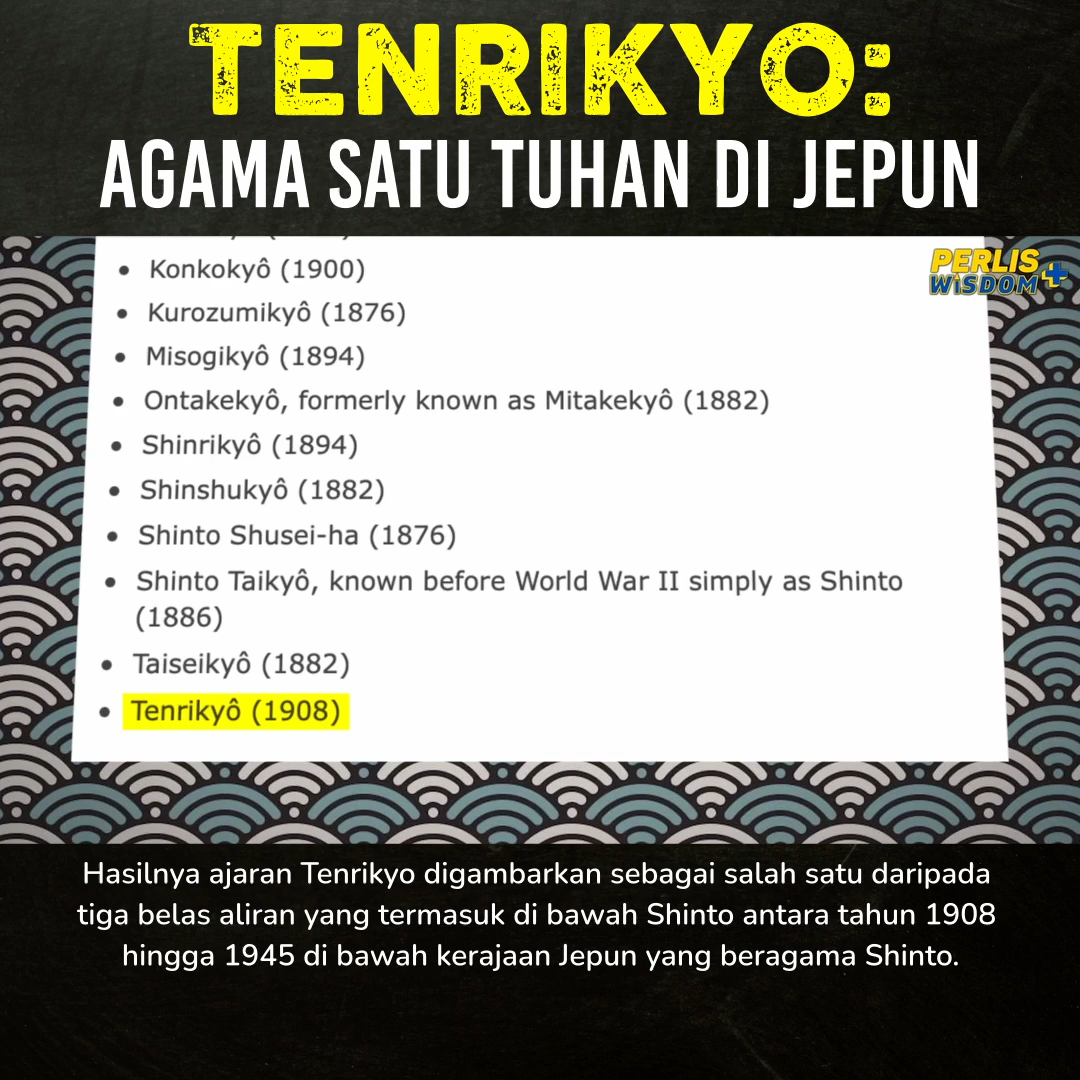 TENRIKYO:
AGAMA SATU TUHAN DI JEPUN
PERLIS
WiSDOM+
• Konkokyô (1900)
• Kurozumikyô (1876)
• Misogikyô (1894)
• Ontakekyô, formerly known as Mitakekyô (1882)
• Shinrikyô (1894)
• Shinshukyô (1882)
• Shinto Shusei-ha (1876)
• Shinto Taikyô, known before World War II simply as Shinto
(1886)
• Taiseikyô (1882)
• Tenrikyô (1908)
Hasilnya ajaran Tenrikyo digambarkan sebagai salah satu daripada
tiga belas aliran yang termasuk di bawah Shinto antara tahun 1908
hingga 1945 di bawah kerajaan Jepun yang beragama Shinto.